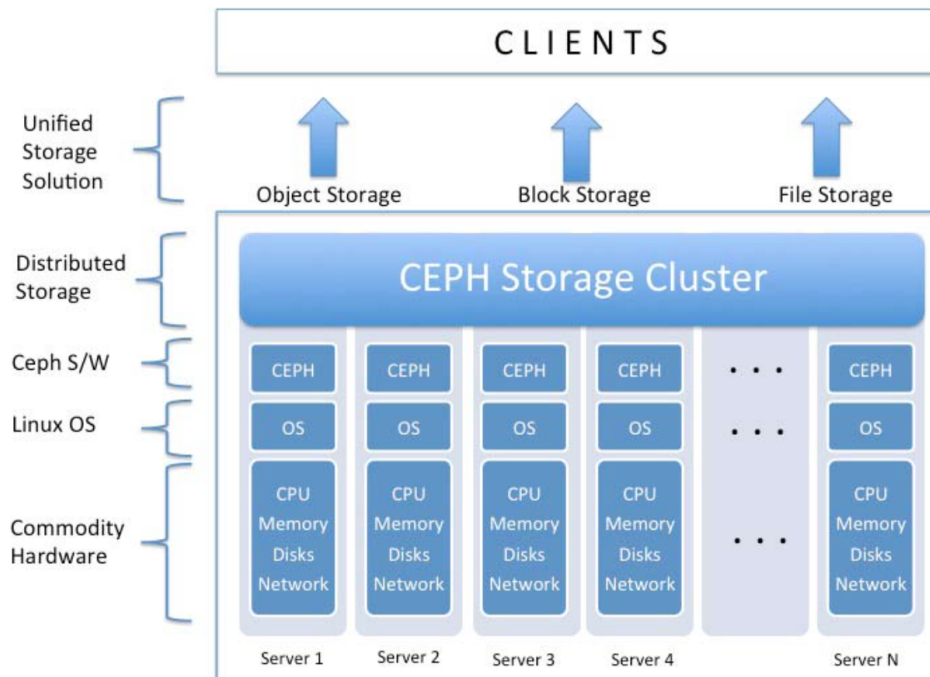 CLIENTS
Unified
Storage
Solution
Object Storage Block Storage File Storage
Distributed
Storage
CEPH Storage Cluster
Ceph S/W
CEPH CEPH CEPH CEPH . . . CEPH
Linux OS
OS OS OS OS . . . OS
Commodity
Hardware
CPU CPU CPU CPU CPU
Memory Memory Memory Memory . . . Memory
Disks Disks Disks Disks Disks
Network Network Network Network Network
Server 1 Server 2 Server 3 Server 4 Server N